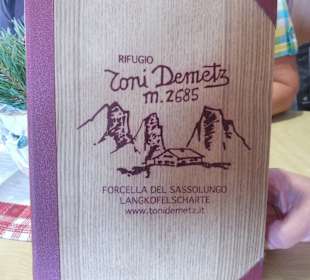 RIFUGIO
Toni Demetz
m.2685
FORCELLA DEL SASSOLUNGO
LANGKOFELSCHARTE
www.tonidemetz.it